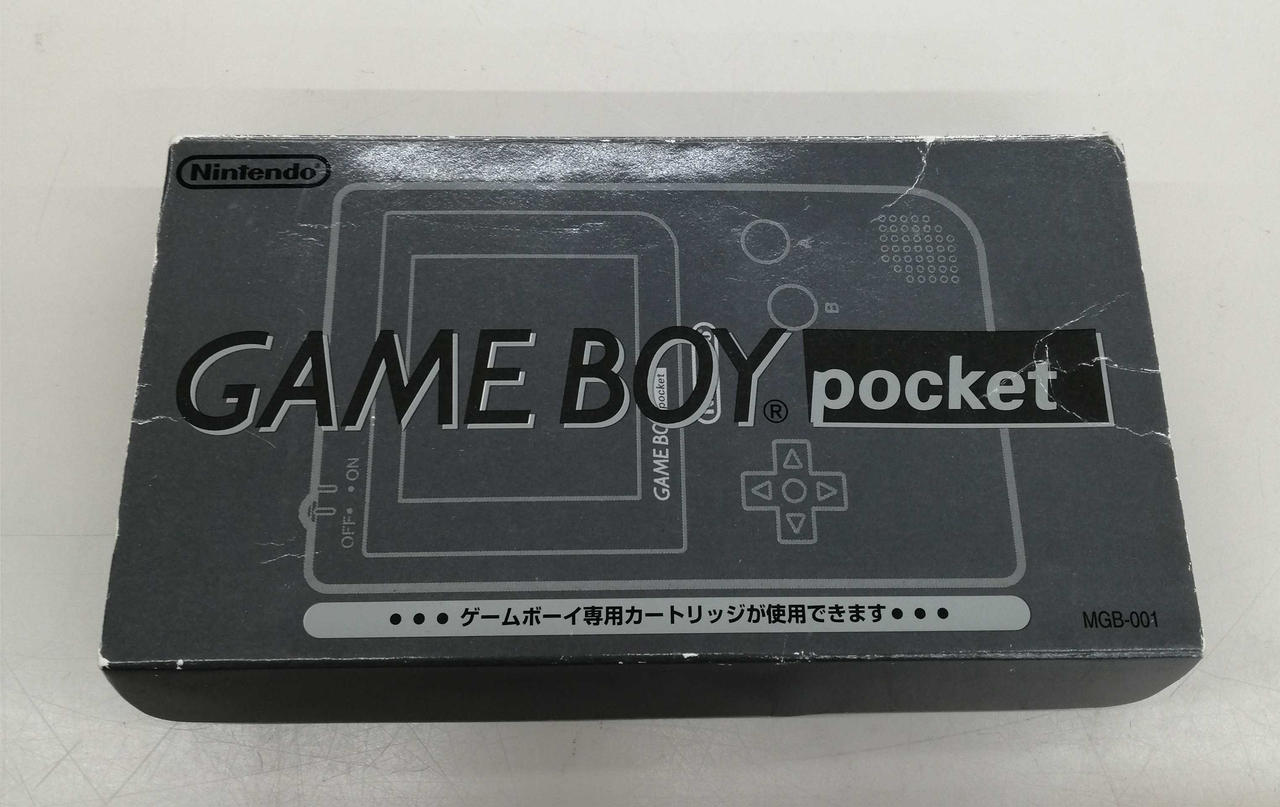 Nintendo®
GAME BOY® pocket
B
GAME BOY pocket
OFF• •ON
•••ゲームボーイ専用カートリッジが使用できます•••
MGB-001